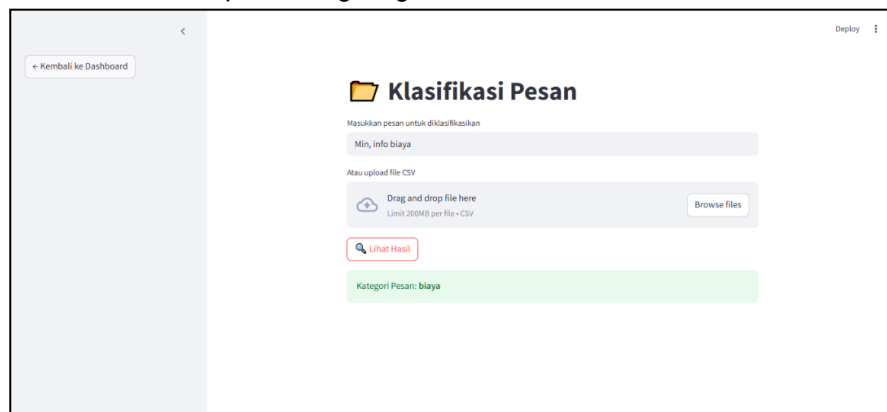 Deploy
← Kembali ke Dashboard
Klasifikasi Pesan
Masukkan pesan untuk diklasifikasikan
Min, info biaya
Atau upload file CSV
Drag and drop file here
Limit 200MB per file • CSV
Browse files
Lihat Hasil
Kategori Pesan: biaya